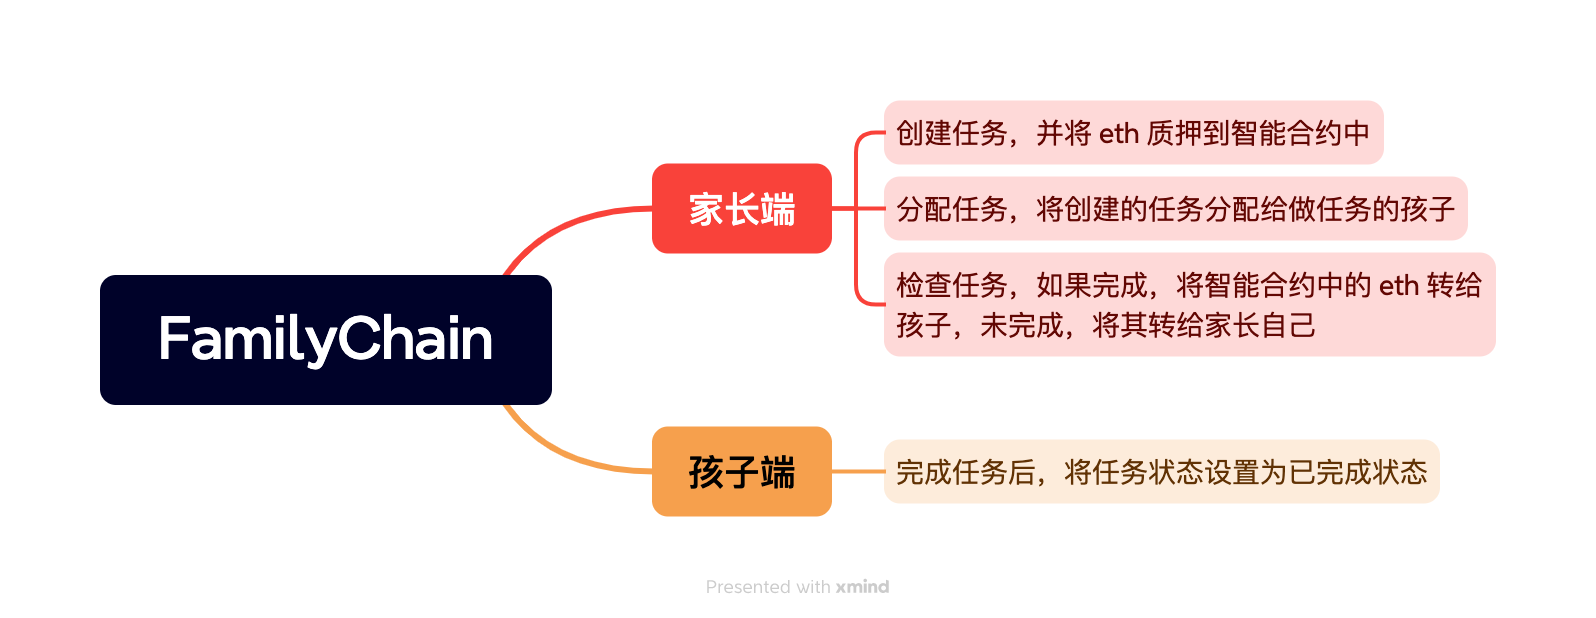 FamilyChain
家长端
创建任务，并将 eth 质押到智能合约中
分配任务，将创建的任务分配给做任务的孩子
检查任务，如果完成，将智能合约中的 eth 转给
孩子，未完成，将其转给家长自己
孩子端
完成任务后，将任务状态设置为已完成状态
Presented with xmind